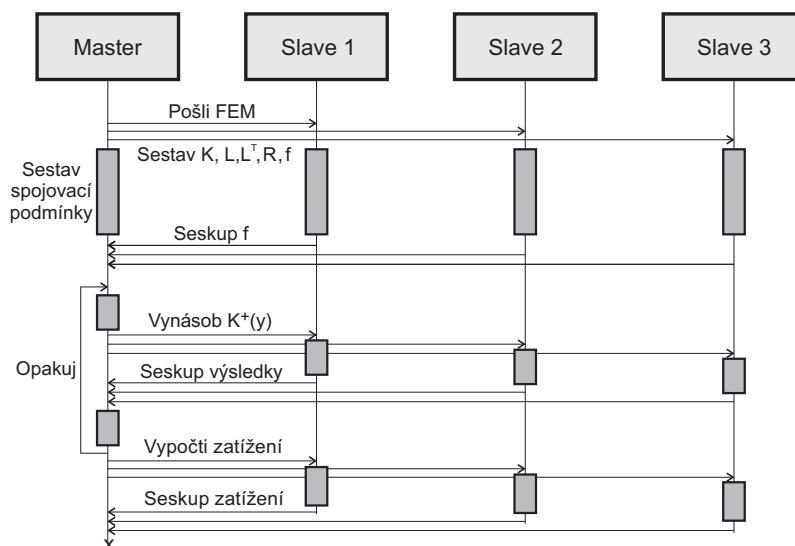 Master
Slave 1
Slave 2
Slave 3
Pošli FEM
Sestav K, L,Lᵀ,R,f
Sestav
spojovací
podmínky
Seskup f
Vynásob K⁺(y)
Opakuj
Seskup výsledky
Vypočti zatížení
Seskup zatížení